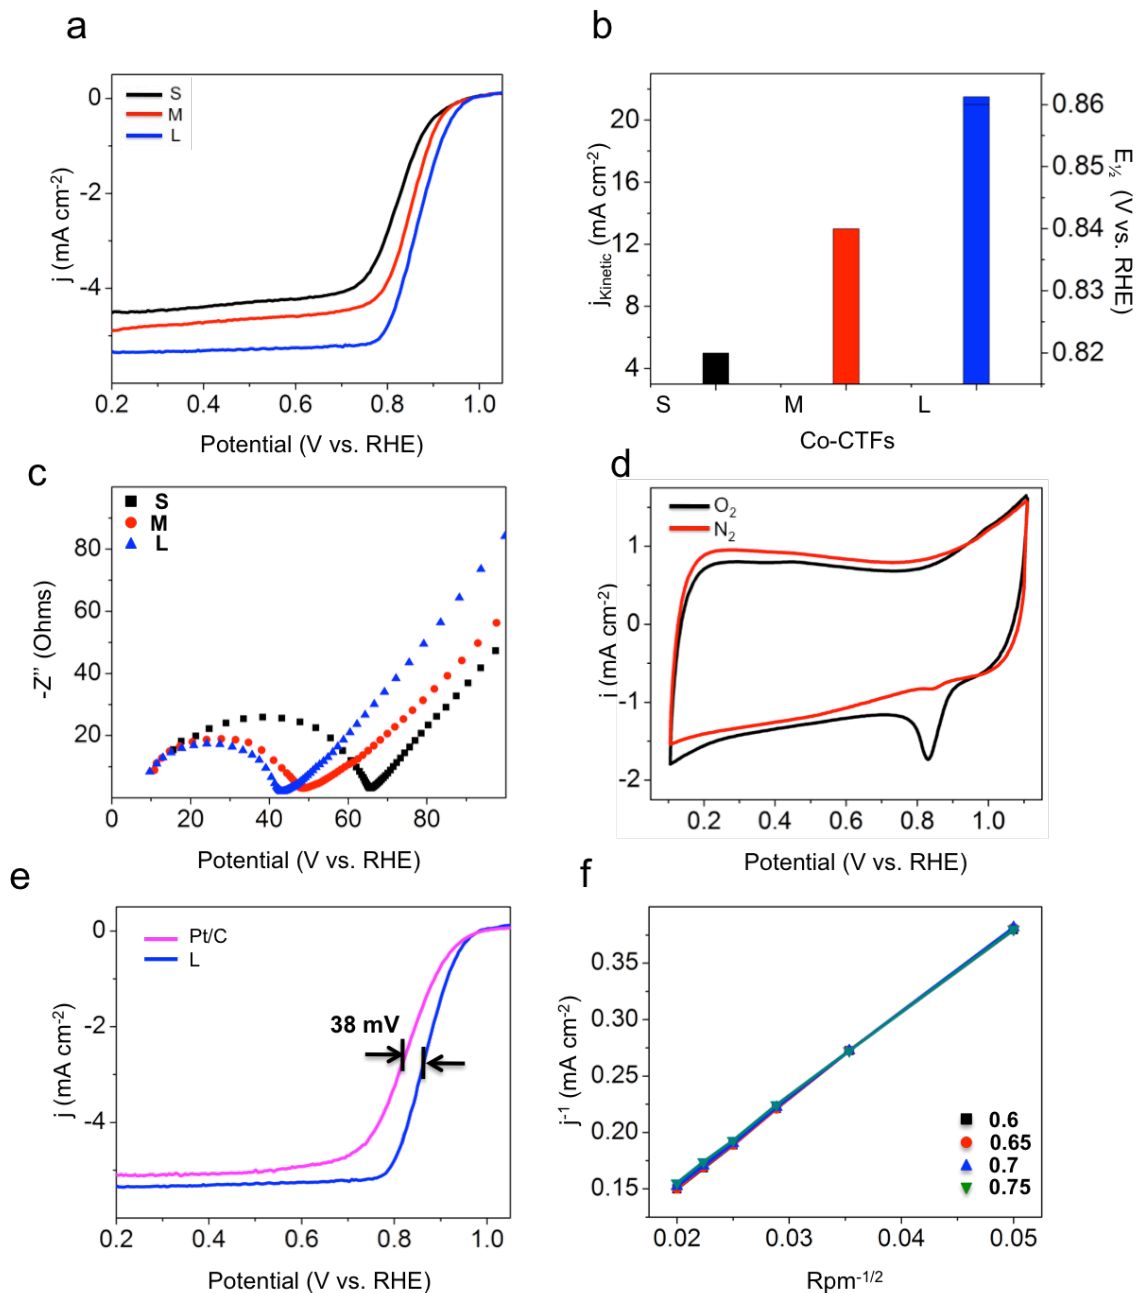 a
S
M
L
0
-2
-4
j (mA cm-2)
0.2
0.4
0.6
0.8
1.0
Potential (V vs. RHE)
b
20
16
12
8
4
jKinetic (mA cm-2)
0.86
0.85
0.84
0.83
0.82
E½ (V vs. RHE)
S
M
L
Co-CTFs
c
S
M
L
80
60
40
20
-Z” (Ohms)
0
20
40
60
80
Potential (V vs. RHE)
d
O2
N2
1
0
-1
-2
j (mA cm-2)
0.2
0.4
0.6
0.8
1.0
Potential (V vs. RHE)
e
Pt/C
L
38 mV
0
-2
-4
j (mA cm-2)
0.2
0.4
0.6
0.8
1.0
Potential (V vs. RHE)
f
0.35
0.30
0.25
0.20
0.15
j-1 (mA cm-2)
0.6
0.65
0.7
0.75
0.02
0.03
0.04
0.05
Rpm-1/2